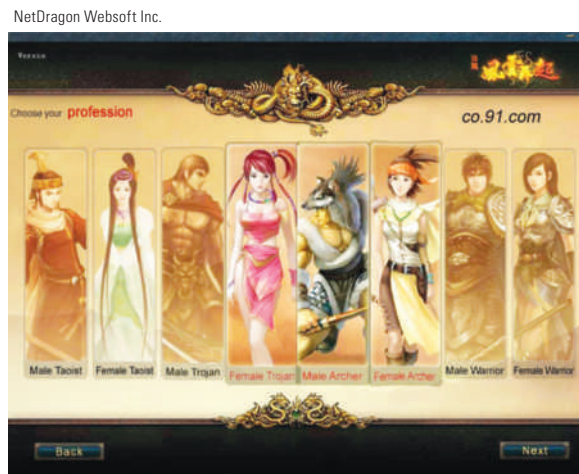 NetDragon Websoft Inc.
Version
Choose your profession
co.91.com
Male Taoist
Female Taoist
Male Trojan
Female Trojan
Male Archer
Female Archer
Male Warrior
Female Warrior
Back
Next